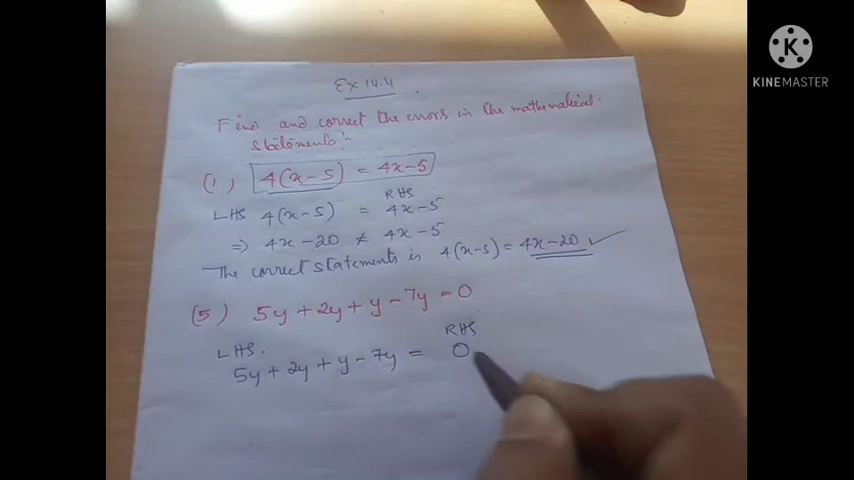 Ex 14.4
Find and correct the errors in the mathematical
statements:-
(1) 4(x-5) = 4x-5
LHS 4(x-5) = RHS 4x-5
⇒ 4x-20 ≠ 4x-5
The correct statements is 4(x-5) = 4x-20 ✓
(5) 5y + 2y + y - 7y = 0
LHS. RHS
5y + 2y + y - 7y = 0
K
KINEMASTER